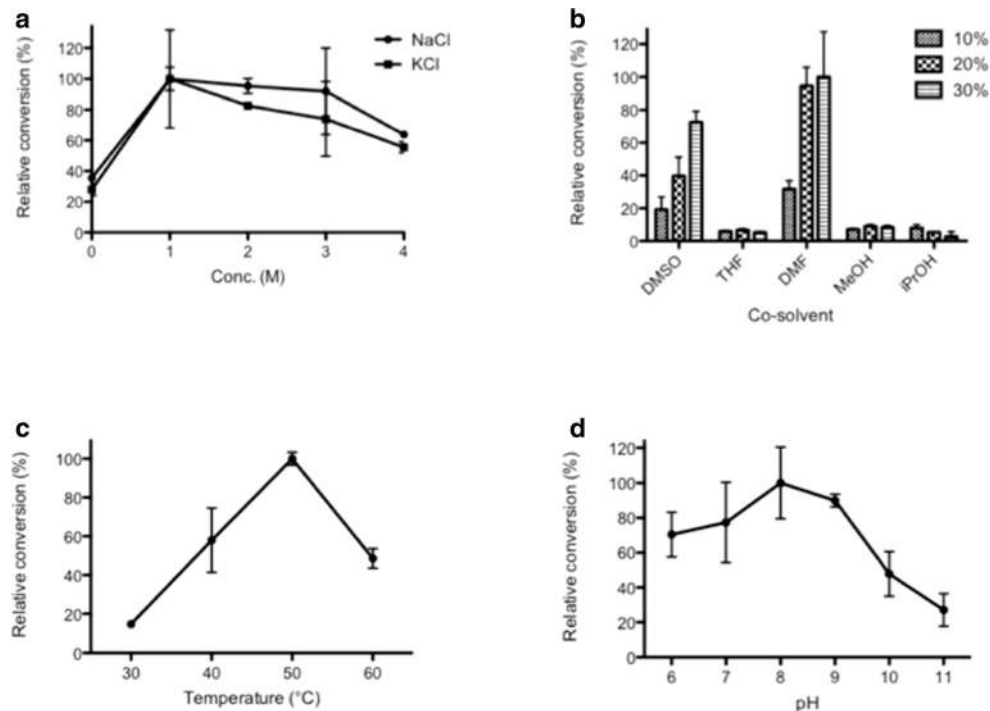 a
Relative conversion (%)
120
100
80
60
40
20
0
0 1 2 3 4
Conc. (M)
NaCl
KCl
b
Relative conversion (%)
120
100
80
60
40
20
0
DMSO THF DMF MeOH iPrOH
Co-solvent
10%
20%
30%
c
Relative conversion (%)
100
80
60
40
20
0
30 40 50 60
Temperature (°C)
d
Relative conversion (%)
120
100
80
60
40
20
0
6 7 8 9 10 11
pH